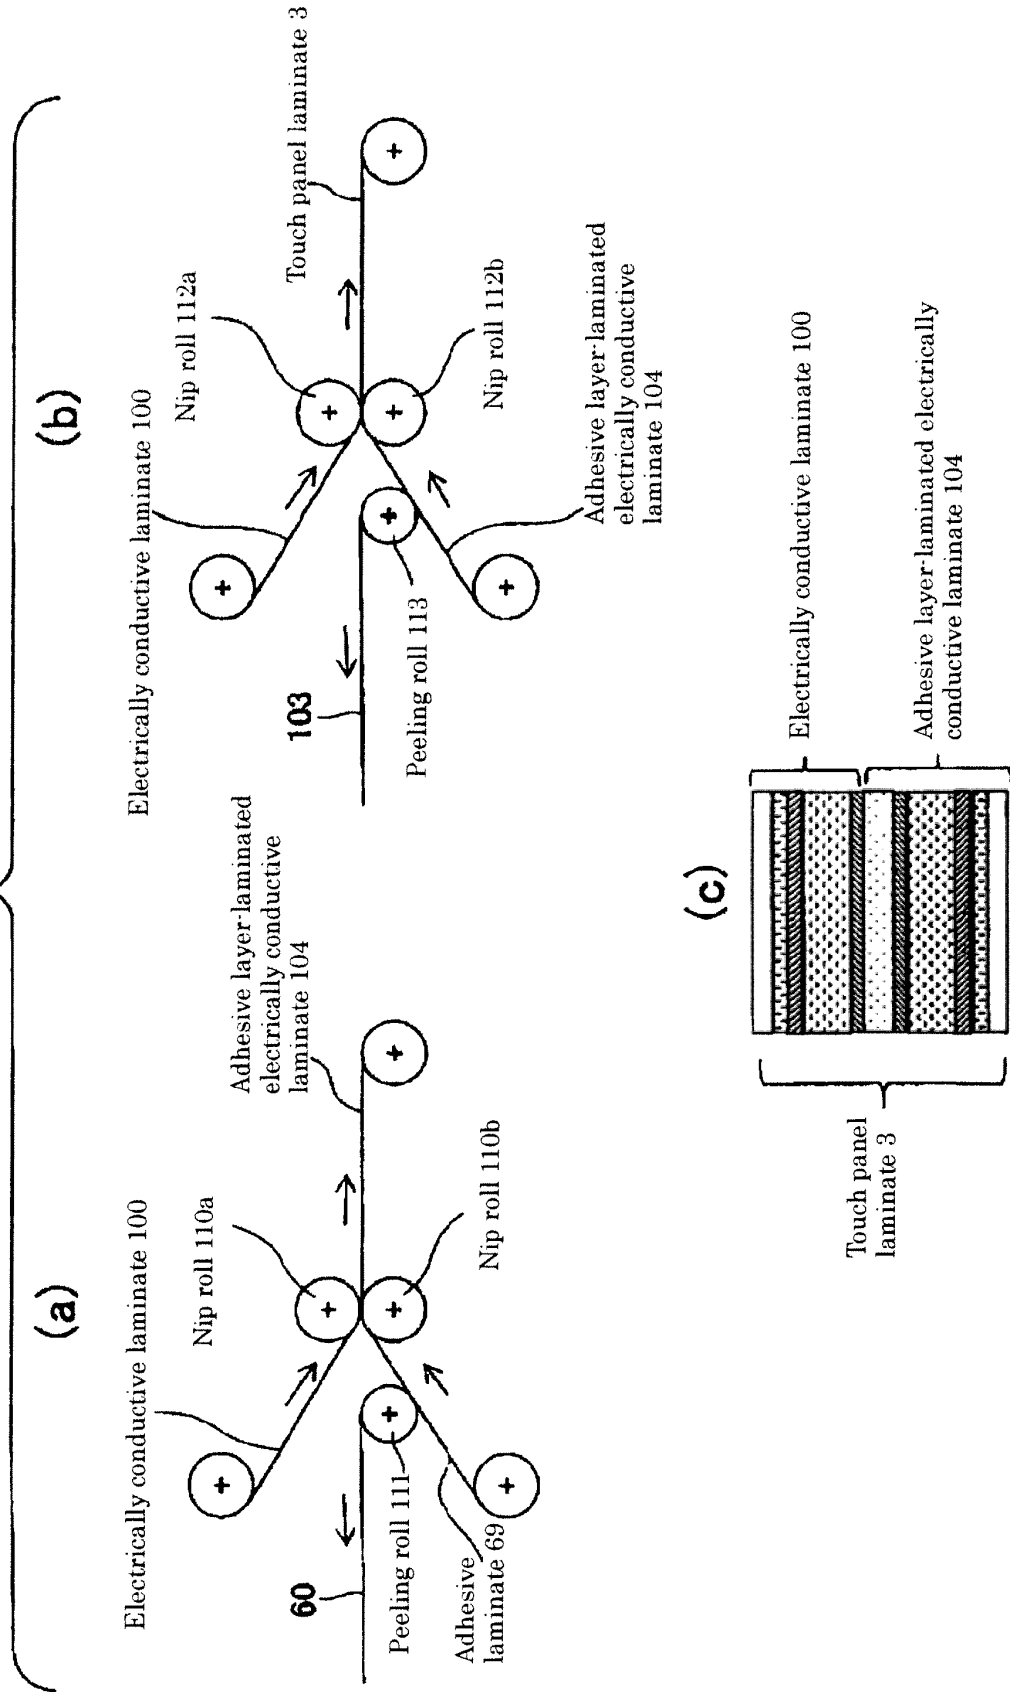 (a)
Electrically conductive laminate 100
Nip roll 110a
Adhesive layer-laminated
electrically conductive
laminate 104
60
Peeling roll 111
Adhesive
laminate 69
Nip roll 110b
(b)
Electrically conductive laminate 100
Nip roll 112a
Touch panel laminate 3
103
Peeling roll 113
Nip roll 112b
Adhesive layer-laminated
electrically conductive
laminate 104
(c)
Touch panel
laminate 3
Electrically conductive laminate 100
Adhesive layer-laminated electrically
conductive laminate 104